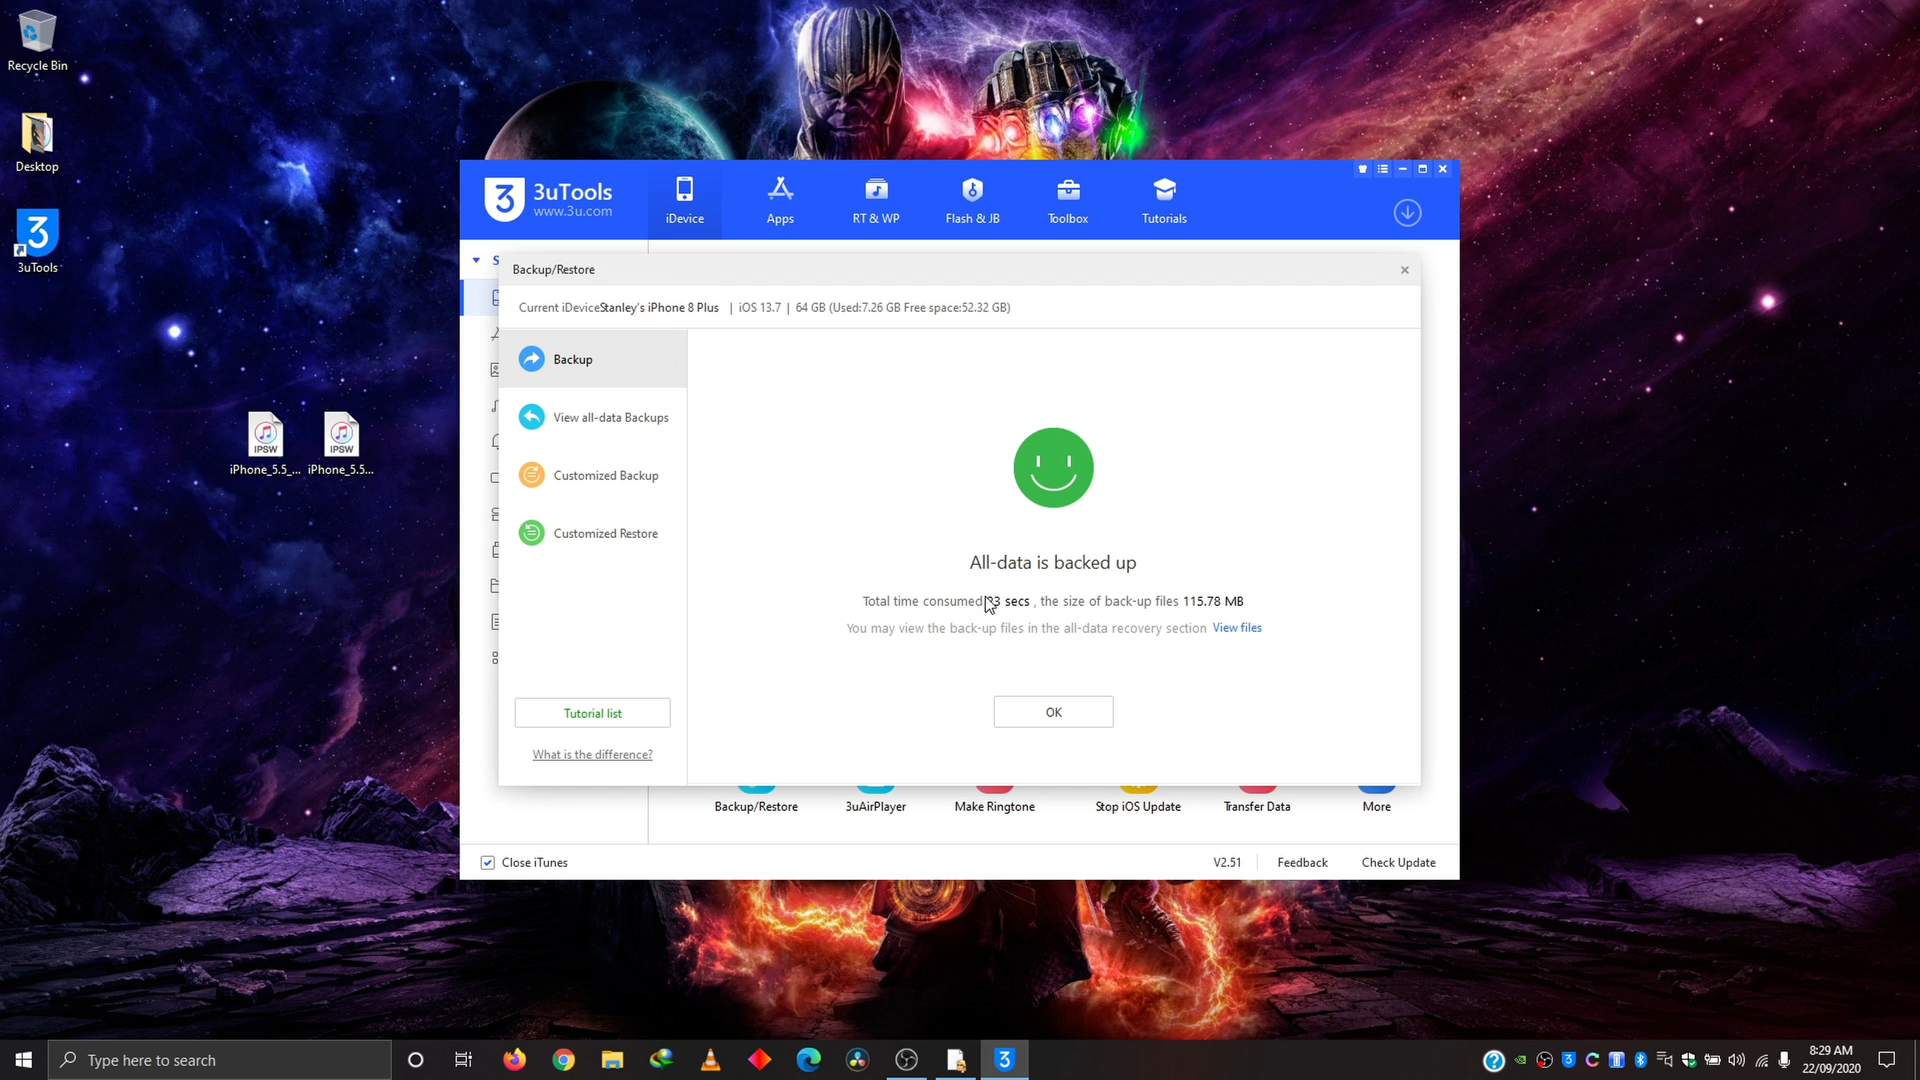 Recycle Bin
Desktop
3uTools
IPSW
IPSW
iPhone_5.5_...
iPhone_5.5...
3uTools
www.3u.com
iDevice
Apps
RT & WP
Flash & JB
Toolbox
Tutorials
S
Backup/Restore
Current iDevice Stanley's iPhone 8 Plus | iOS 13.7 | 64 GB (Used:7.26 GB Free space:52.32 GB)
Backup
View all-data Backups
Customized Backup
Customized Restore
All-data is backed up
Total time consumed secs , the size of back-up files 115.78 MB
You may view the back-up files in the all-data recovery section View files
Tutorial list
OK
What is the difference?
Backup/Restore
3uAirPlayer
Make Ringtone
Stop iOS Update
Transfer Data
More
Close iTunes
V2.51
Feedback
Check Update
Type here to search
8:29 AM
22/09/2020